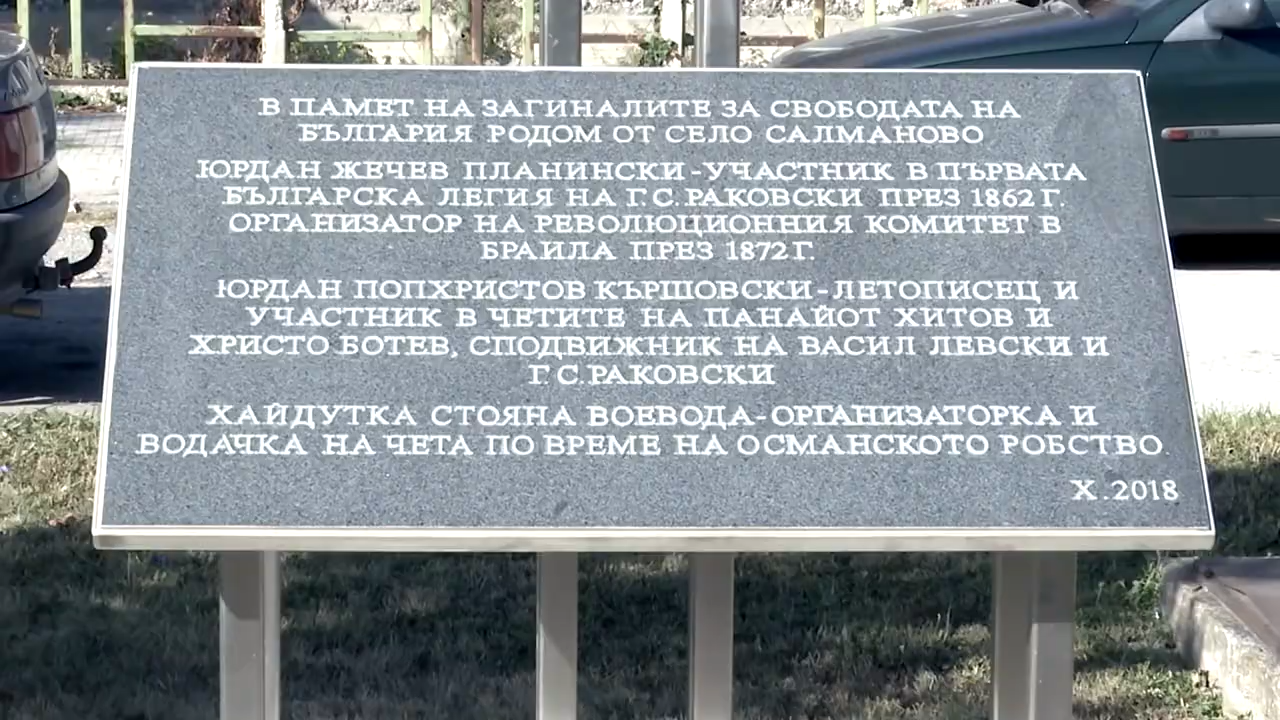 В ПАМЕТ НА ЗАГИНАЛИТЕ ЗА СВОБОДАТА НА
БЪЛГАРИЯ РОДОМ ОТ СЕЛО САЛМАНОВО
ЮРДАН ЖЕЧЕВ ПЛАНИНСКИ-УЧАСТНИК В ПЪРВАТА
БЪЛГАРСКА ЛЕГИЯ НА Г.С.РАКОВСКИ ПРЕЗ 1862 Г.
ОРГАНИЗАТОР НА РЕВОЛЮЦИОННИЯ КОМИТЕТ В
БРАИЛА ПРЕЗ 1872 Г.
ЮРДАН ПОПХРИСТОВ КЪРШОВСКИ-ЛЕТОПИСЕЦ И
УЧАСТНИК В ЧЕТИТЕ НА ПАНАЙОТ ХИТОВ И
ХРИСТО БОТЕВ, СПОДВИЖНИК НА ВАСИЛ ЛЕВСКИ И
Г.С.РАКОВСКИ
ХАЙДУТКА СТОЯНА ВОЕВОДА-ОРГАНИЗАТОРКА И
ВОДАЧКА НА ЧЕТА ПО ВРЕМЕ НА ОСМАНСКОТО РОБСТВО.
X.2018